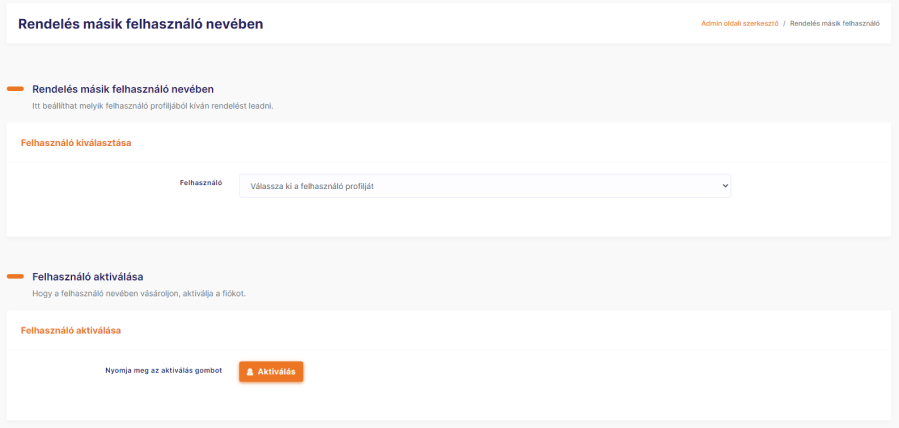 Rendelés másik felhasználó nevében
Admin oldali szerkesztő / Rendelés másik felhasználó
Rendelés másik felhasználó nevében
Itt beállíthat melyik felhasználó profiljából kíván rendelést leadni.
Felhasználó kiválasztása
Felhasználó
Válassza ki a felhasználó profilját
Felhasználó aktiválása
Hogy a felhasználó nevében vásároljon, aktiválja a fiókot.
Felhasználó aktiválása
Nyomja meg az aktiválás gombot
Aktiválás